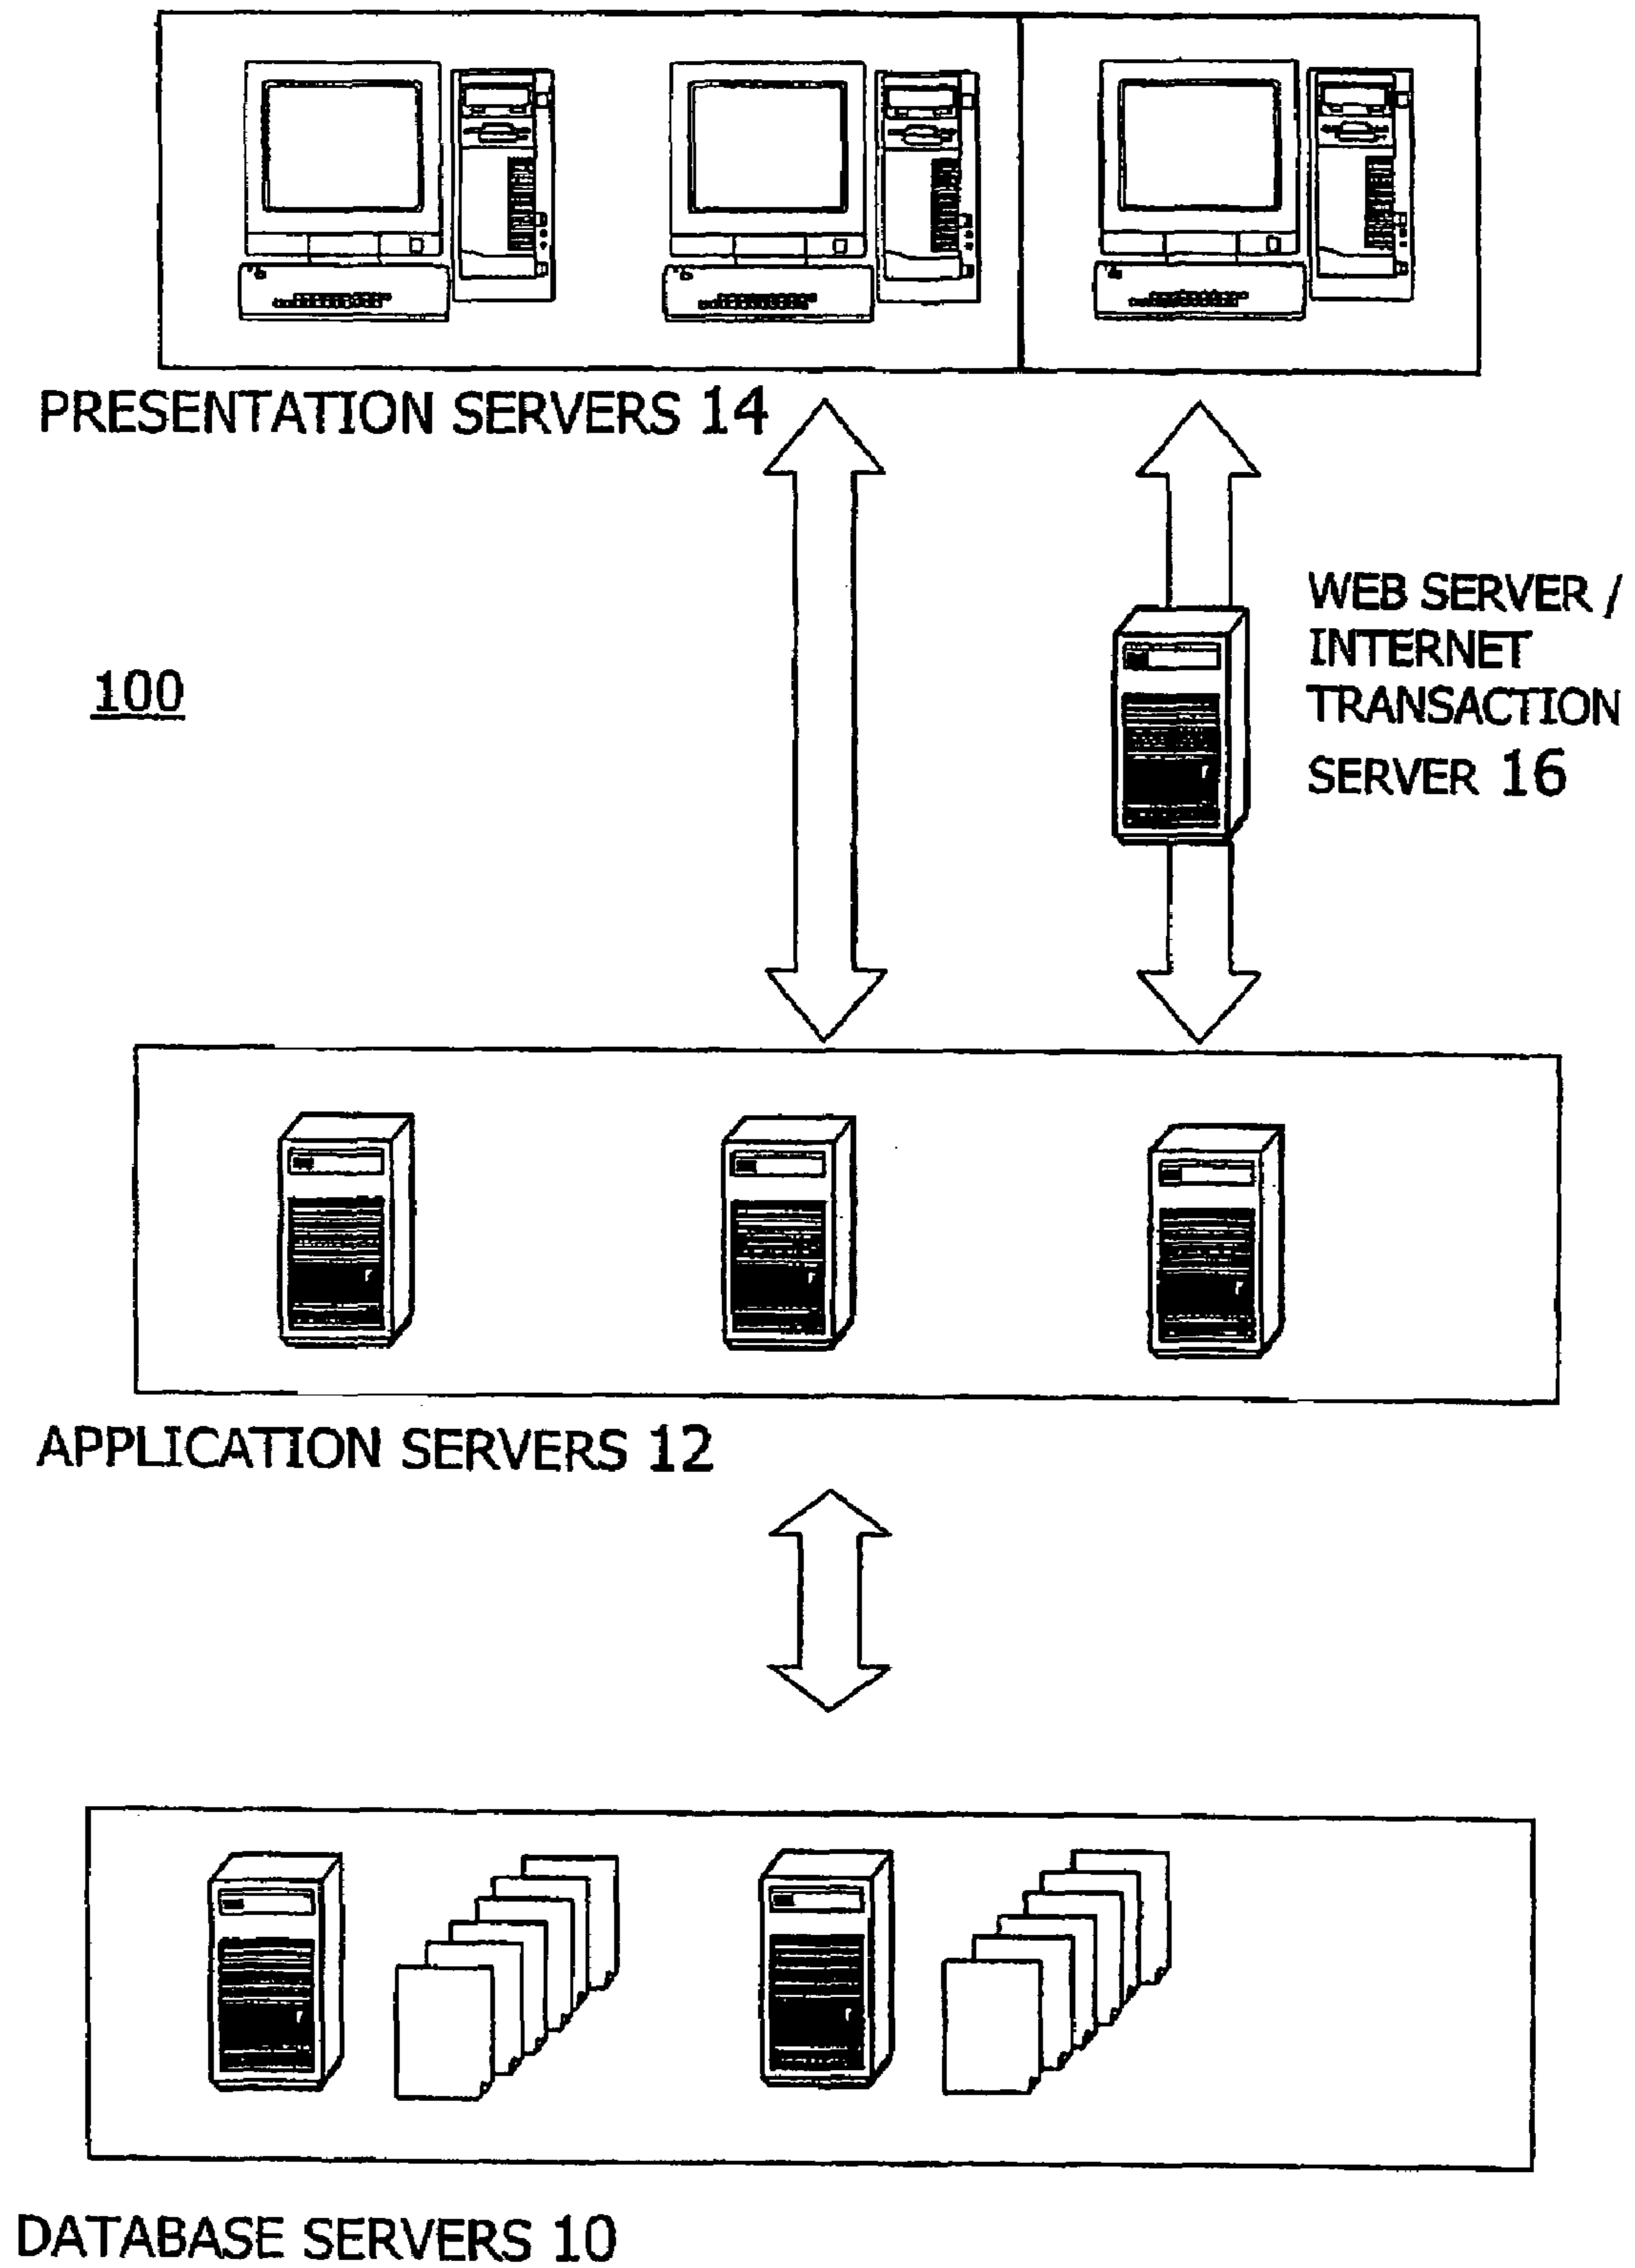 PRESENTATION SERVERS 14
WEB SERVER /
INTERNET
TRANSACTION
SERVER 16
100
APPLICATION SERVERS 12
DATABASE SERVERS 10